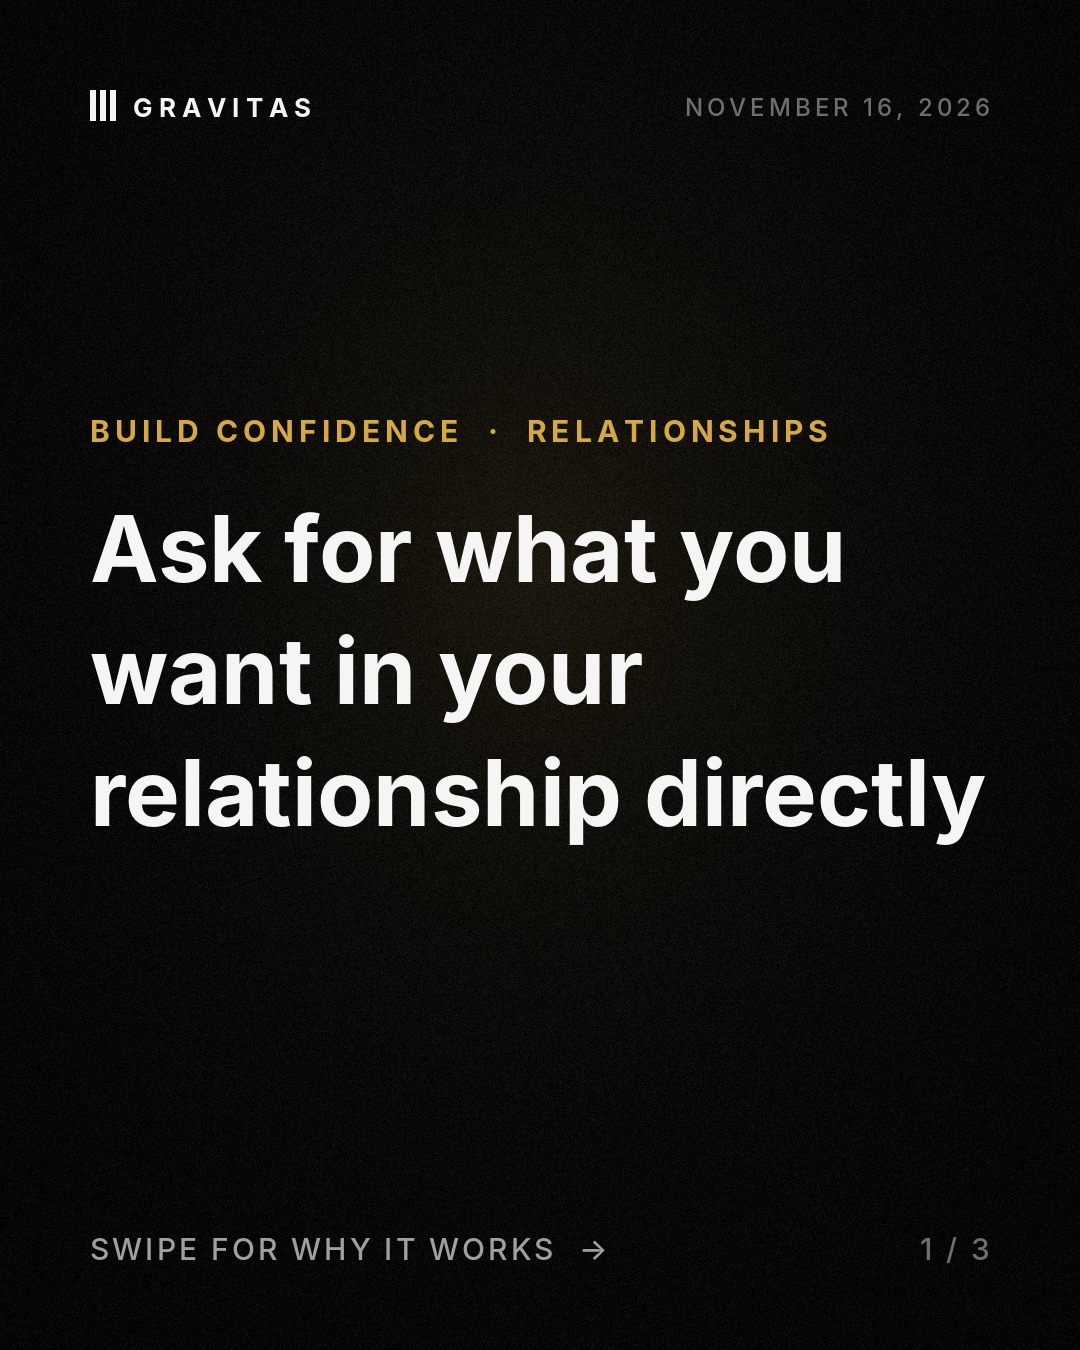 GRAVITAS
NOVEMBER 16, 2026
BUILD CONFIDENCE · RELATIONSHIPS
Ask for what you
want in your
relationship directly
SWIPE FOR WHY IT WORKS →
1 / 3